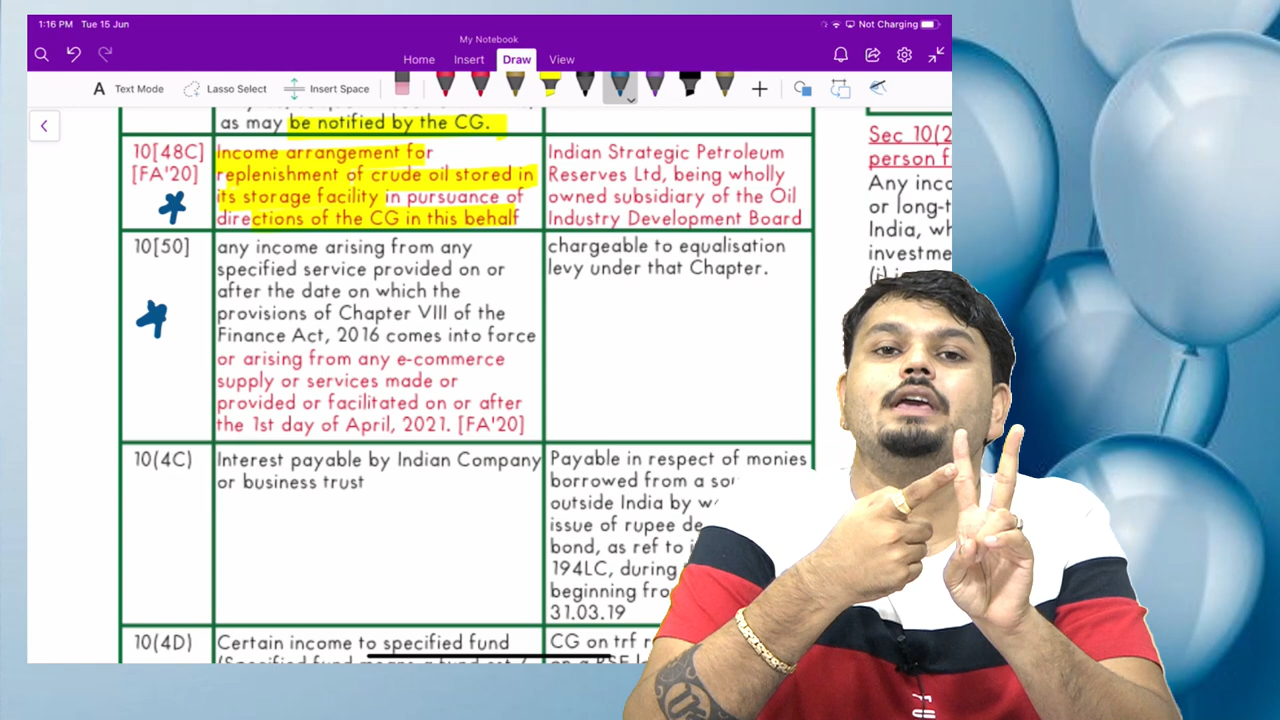 1:16 PM Tue 15 Jun
Not Charging
My Notebook
Home Insert Draw View
A Text Mode Lasso Select Insert Space
as may be notified by the CG.
10[48C]
[FA'20]
Income arrangement for
replenishment of crude oil stored in
its storage facility in pursuance of
directions of the CG in this behalf
Indian Strategic Petroleum
Reserves Ltd, being wholly
owned subsidiary of the Oil
Industry Development Board
10[50]
any income arising from any
specified service provided on or
after the date on which the
provisions of Chapter VIII of the
Finance Act, 2016 comes into force
or arising from any e-commerce
supply or services made or
provided or facilitated on or after
the 1st day of April, 2021. [FA'20]
chargeable to equalisation
levy under that Chapter.
10(4C)
Interest payable by Indian Company
or business trust
Payable in respect of monies
borrowed from a
outside India by
issue of rupee
bond, as ref to
194LC, during
beginning
31.03.19
10(4D)
Certain income to specified fund
CG on trf
Sec 10(2
person f
Any inc
or long-t
India, wh
investme